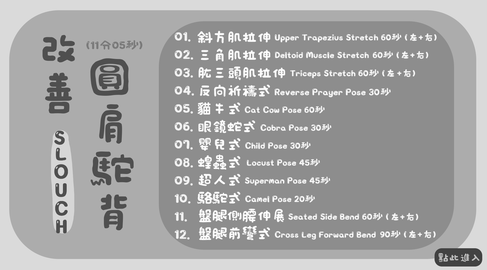 改善
(11分05秒)
圓肩駝背
SLOUCH
01. 斜方肌拉伸 Upper Trapezius Stretch 60秒 (左+右)
02. 三角肌拉伸 Deltoid Muscle Stretch 60秒 (左+右)
03. 肱三頭肌拉伸 Triceps Stretch 60秒 (左+右)
04. 反向祈禱式 Reverse Prayer Pose 30秒
05. 貓牛式 Cat Cow Pose 60秒
06. 眼鏡蛇式 Cobra Pose 30秒
07. 嬰兒式 Child Pose 30秒
08. 蝗蟲式 Locust Pose 45秒
09. 超人式 Superman Pose 45秒
10. 駱駝式 Camel Pose 20秒
11. 盤腿側腰伸展 Seated Side Bend 60秒 (左+右)
12. 盤腿前彎式 Cross Leg Forward Bend 90秒 (左+右)
點此進入